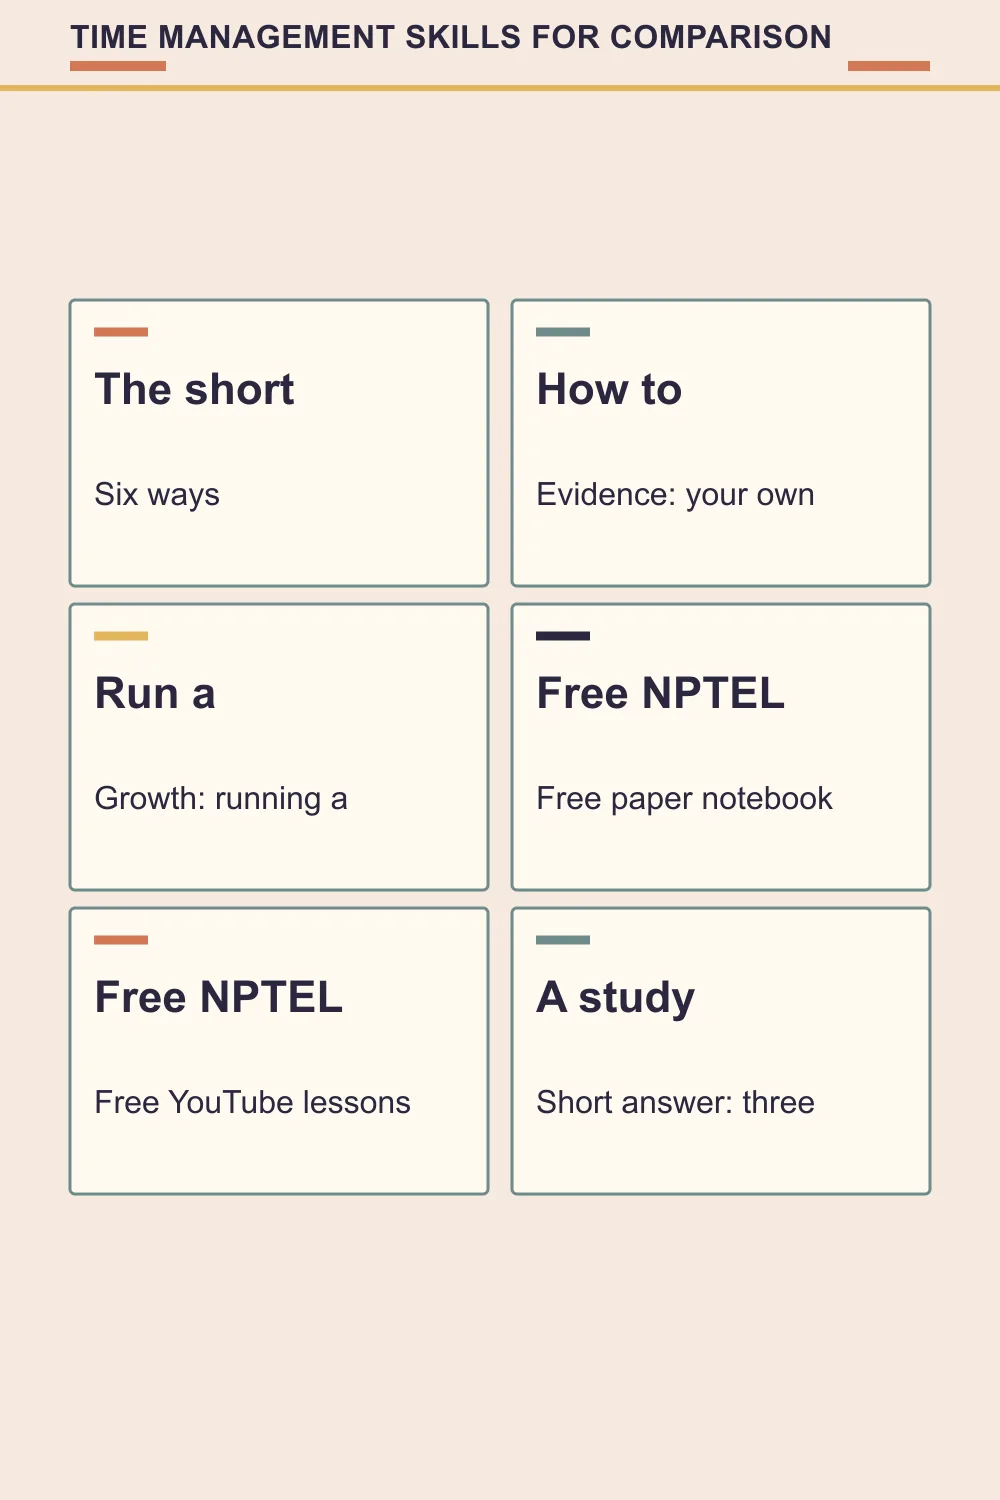 TIME MANAGEMENT SKILLS FOR COMPARISON
The short
Six ways
How to
Evidence: your own
Run a
Growth: running a
Free NPTEL
Free paper notebook
Free NPTEL
Free YouTube lessons
A study
Short answer: three